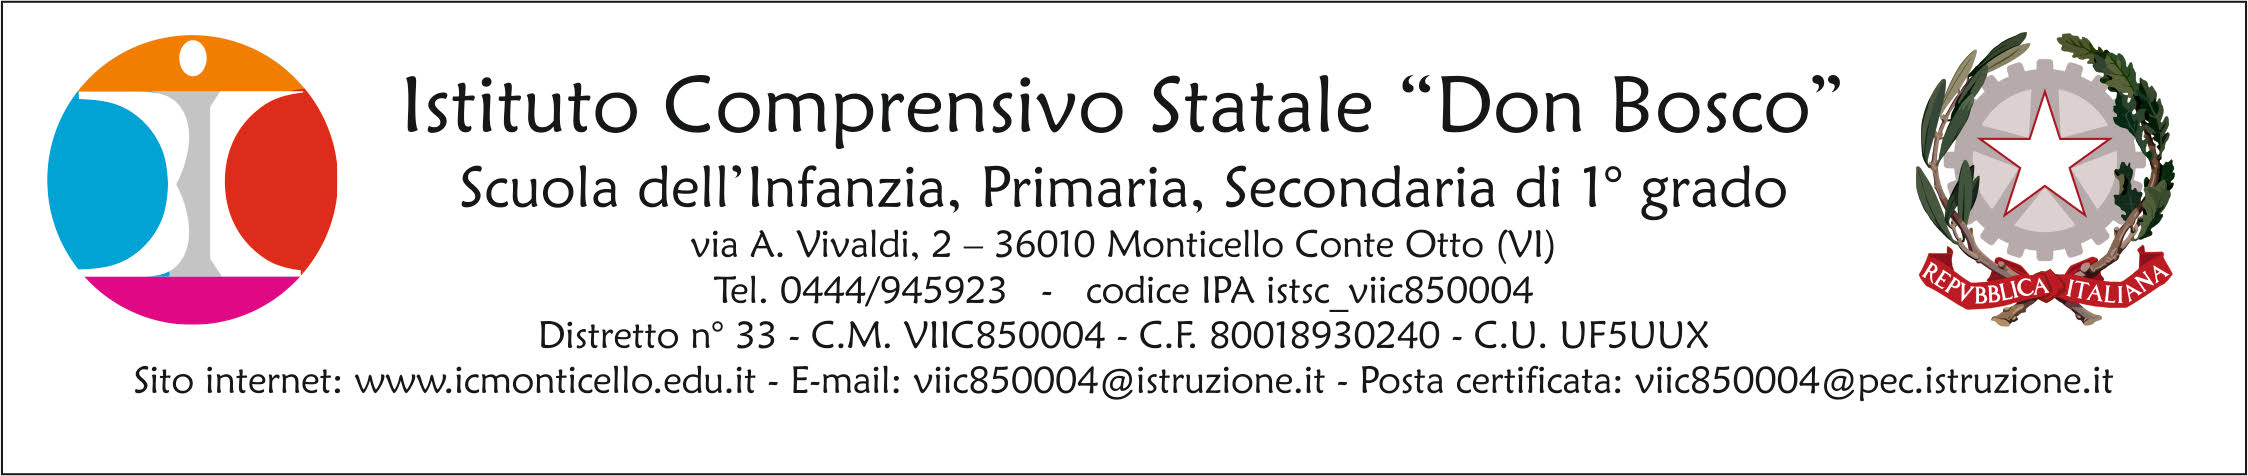 Istituto Comprensivo Statale “Don Bosco”
Scuola dell’Infanzia, Primaria, Secondaria di 1° grado
via A. Vivaldi, 2 – 36010 Monticello Conte Otto (VI)
Tel. 0444/945923 - codice IPA istsc_viic850004
Distretto n° 33 - C.M. VIIC850004 - C.F. 80018930240 - C.U. UF5UUX
Sito internet: www.icmonticello.edu.it - E-mail: viic850004@istruzione.it - Posta certificata: viic850004@pec.istruzione.it
REPVBBLICA ITALIANA